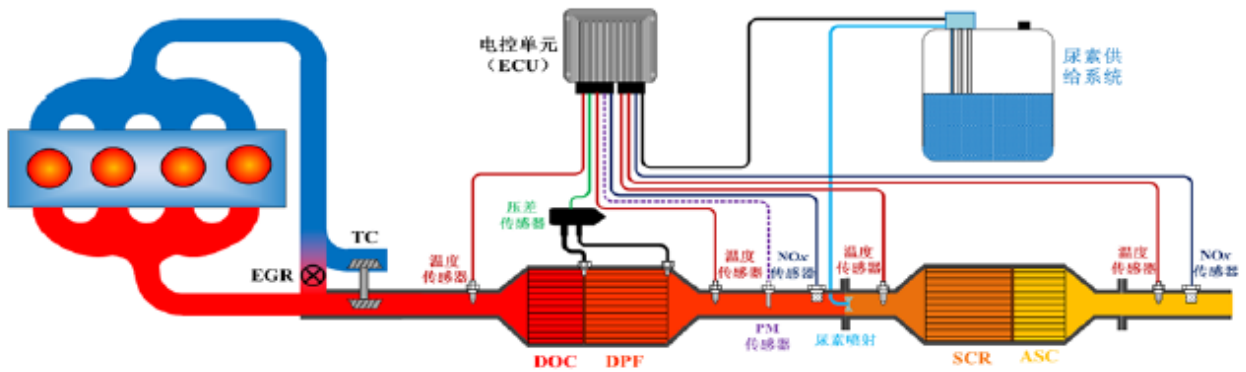 电控单元
（ECU）
尿素供
给系统
压差
传感器
TC
EGR
温度
传感器
温度
传感器
NOx
传感器
温度
传感器
温度
传感器
NOx
传感器
PM
传感器
尿素喷射
DOC
DPF
SCR
ASC